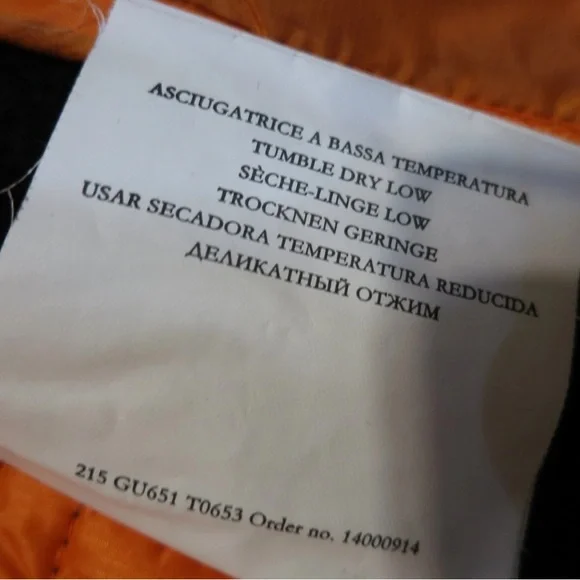 ASCIUGATRICE A BASSA TEMPERATURA
TUMBLE DRY LOW
SÈCHE-LINGE LOW
TROCKNEN GERINGE
USAR SECADORA TEMPERATURA REDUCIDA
ДЕЛИКАТНЫЙ ОТЖИМ
215 GU651 T0653 Order no. 14000914